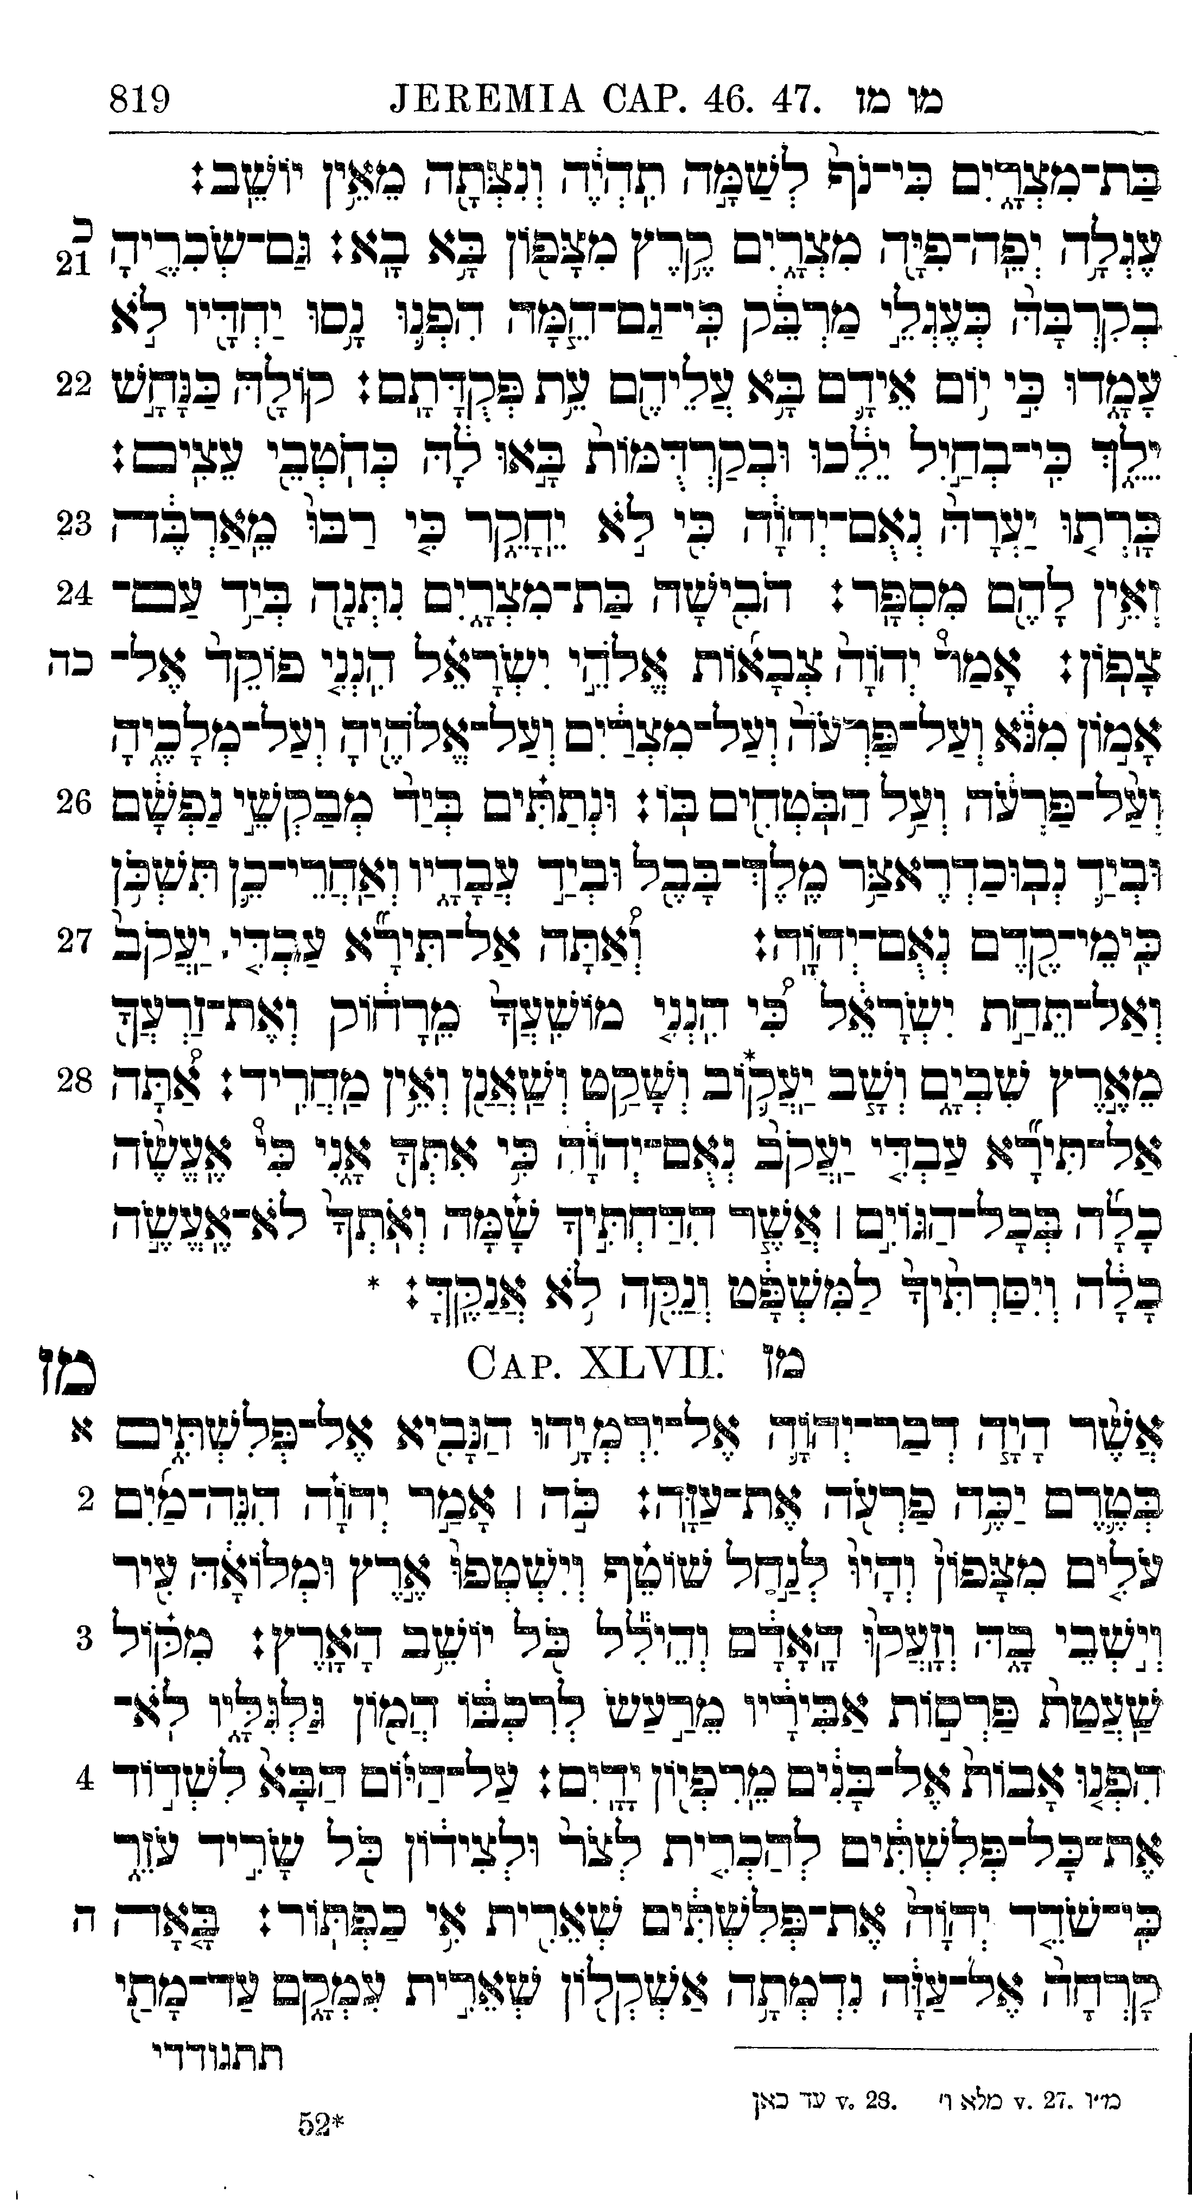 819 JEREMIA CAP. 46. 47. מו מז
בַּת־מִצְרָ֑יִם כִּי־נֹף֙ לְשַׁמָּ֣ה תִֽהְיֶ֔ה וְנִצְּתָ֖ה מֵאֵ֥ין יוֹשֵֽׁב׃
כ עֶגְלָ֥ה יְפֵֽה־פִיָּ֖ה מִצְרָ֑יִם קֶ֥רֶץ מִצָּפ֖וֹן בָּ֥א בָֽא׃
21 גַּם־שְׂכִרֶ֤יהָ
בְקִרְבָּהּ֙ כְּעֶגְלֵ֣י מַרְבֵּ֔ק כִּֽי־גַם־הֵ֧מָּה הִפְנ֛וּ נָ֥סוּ יַחְדָּ֖יו לֹ֣א
22 עָמָ֑דוּ כִּ֣י י֥וֹם אֵידָ֛ם בָּ֥א עֲלֵיהֶ֖ם עֵ֥ת פְּקֻדָּתָֽם׃ קוֹלָ֖הּ כַּנָּחָ֣שׁ
יֵלֵ֑ךְ כִּֽי־בְחַ֣יִל יֵלֵ֔כוּ וּבְקַרְדֻּמּוֹת֙ בָּ֣אוּ לָ֔הּ כְּחֹטְבֵ֖י עֵצִֽים׃
23 כָּרְת֤וּ יַעְרָהּ֙ נְאֻם־יְהוָ֔ה כִּ֖י לֹ֣א יֵֽחָקֵ֑ר כִּ֤י רַבּוּ֙ מֵֽאַרְבֶּ֔ה
24 וְאֵ֥ין לָהֶ֖ם מִסְפָּֽר׃ הֹבִ֖ישָׁה בַּת־מִצְרָ֑יִם נִתְּנָ֖ה בְּיַ֥ד עַם־
כה צָפֽוֹן׃ אָמַר֩ יְהוָ֨ה צְבָא֜וֹת אֱלֹהֵ֣י יִשְׂרָאֵ֗ל הִנְנִ֤י פוֹקֵד֙ אֶל־
אָמ֣וֹן מִנֹּ֔א וְעַל־פַּרְעֹה֙ וְעַל־מִצְרַ֔יִם וְעַל־אֱלֹהֶ֖יהָ וְעַל־מְלָכֶ֑יהָ
26 וְעַ֨ל־פַּרְעֹ֔ה וְעַ֥ל הַבֹּטְחִ֖ים בּֽוֹ׃ וּנְתַתִּ֗ים בְּיַד֙ מְבַקְשֵׁ֣י נַפְשָׁ֔ם
וּבְיַ֛ד נְבֽוּכַדְרֶאצַּ֥ר מֶֽלֶךְ־בָּבֶ֖ל וּבְיַ֣ד עֲבָדָ֑יו וְאַחֲרֵי־כֵ֛ן תִּשְׁכֹּ֥ן
27 כִּֽימֵי־קֶ֖דֶם נְאֻם־יְהוָֽה׃ וְ֠אַתָּה אַל־תִּירָ֞א עַבְדִּ֤י יַֽעֲקֹב֙
וְאַל־תֵּחַ֣ת יִשְׂרָאֵ֔ל כִּ֠י הִנְנִ֤י מוֹשִֽׁעֲךָ֙ מֵֽרָח֔וֹק וְאֶֽת־זַרְעֲךָ֖
28 מֵאֶ֣רֶץ שִׁבְיָ֑ם וְשָׁ֧ב יַעֲק֛וֹב* וְשָׁקַ֥ט וְשַׁאֲנַ֖ן וְאֵ֥ין מַחֲרִֽיד׃ אַ֠תָּה
אַל־תִּירָ֞א עַבְדִּ֤י יַֽעֲקֹב֙ נְאֻם־יְהוָ֔ה כִּ֥י אִתְּךָ֖ אָ֑נִי כִּי֩ אֶעֱשֶׂ֨ה
כָלָ֜ה בְּכָֽל־הַגּוֹיִ֣ם ׀ אֲשֶׁ֧ר הִדַּחְתִּ֣יךָ שָׁ֗מָּה וְאֹֽתְךָ֙ לֹא־אֶעֱשֶׂ֣ה
כָלָ֔ה וְיִסַּרְתִּ֙יךָ֙ לַמִּשְׁפָּ֔ט וְנַקֵּ֖ה לֹ֥א אֲנַקֶּֽךָּ׃ *
מז CAP. XLVII. מז
א אֲשֶׁ֨ר הָיָ֧ה דְבַר־יְהוָ֛ה אֶל־יִרְמְיָ֥הוּ הַנָּבִ֖יא אֶל־פְּלִשְׁתִּ֑ים
2 בְּטֶ֛רֶם יַכֶּ֥ה פַרְעֹ֖ה אֶת־עַזָּֽה׃ כֹּ֣ה ׀ אָמַ֣ר יְהוָ֗ה הִנֵּה־מַ֜יִם
עֹלִ֤ים מִצָּפוֹן֙ וְהָיוּ֙ לְנַ֣חַל שׁוֹטֵ֔ף וְיִשְׁטְפוּ֙ אֶ֣רֶץ וּמְלוֹאָ֔הּ עִ֖יר
3 וְיֹ֣שְׁבֵי בָ֑הּ וְזָֽעֲקוּ֙ הָֽאָדָ֔ם וְהֵילִ֕ל כֹּ֖ל יוֹשֵׁ֥ב הָאָֽרֶץ׃ מִקּ֗וֹל
שַֽׁעֲטַת֙ פַּרְס֣וֹת אַבִּירָ֔יו מֵרַ֣עַשׁ לְרִכְבּ֔וֹ הֲמ֖וֹן גַּלְגִּלָּ֑יו לֹֽא־
4 הִפְנ֤וּ אָבוֹת֙ אֶל־בָּנִ֔ים מֵֽרִפְי֖וֹן יָדָֽיִם׃ עַל־הַיּ֗וֹם הַבָּא֙ לִשְׁד֣וֹד
אֶת־כָּל־פְּלִשְׁתִּ֔ים לְהַכְרִ֤ית לְצֹר֙ וּלְצִיד֔וֹן כֹּ֖ל שָׂרִ֣יד עֹזֵ֑ר
ה כִּֽי־שֹׁדֵ֤ד יְהוָה֙ אֶת־פְּלִשְׁתִּ֔ים שְׁאֵרִ֖ית אִ֥י כַפְתּֽוֹר׃ בָּ֤אָה
קָרְחָה֙ אֶל־עַזָּ֔ה נִדְמְתָ֥ה אַשְׁקְל֖וֹן שְׁאֵרִ֣ית עִמְקָ֑ם עַד־מָתַ֖י
תתגודדי
v. 28. עד כאן v. 27. מלא ו' מ״ו
52*